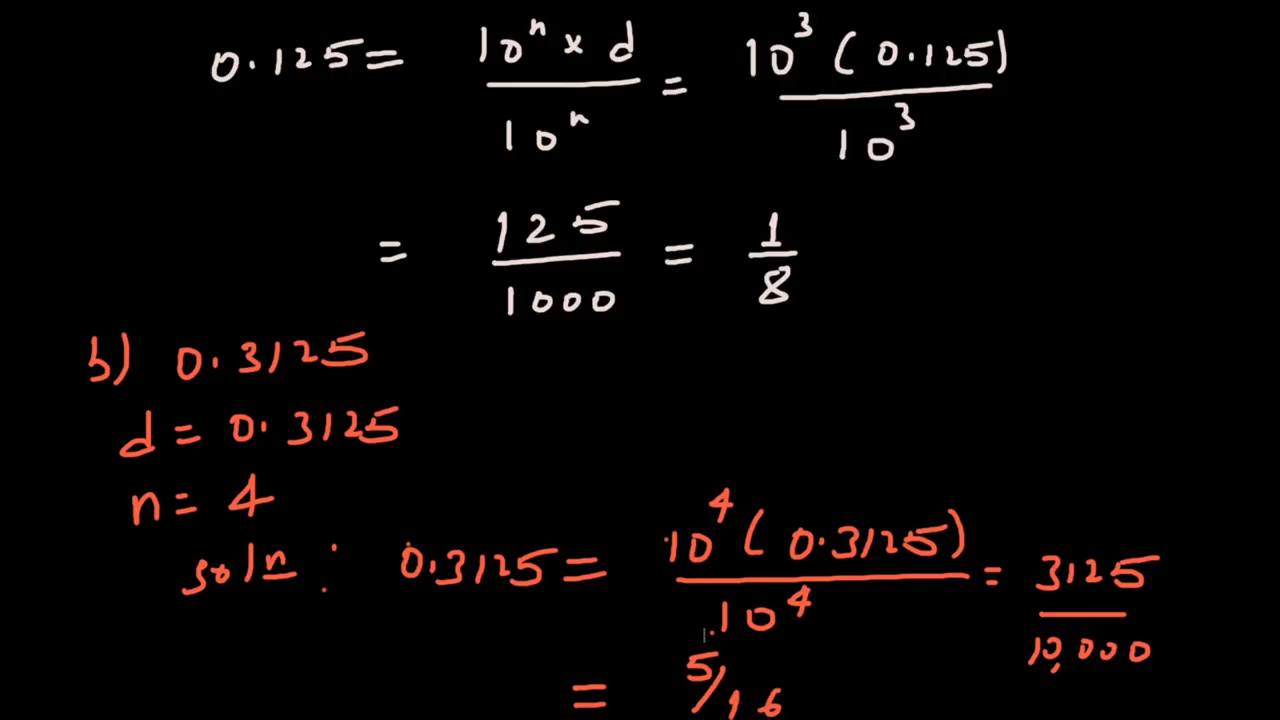 0.125 = 10^n × d / 10^n = 10^3 ( 0.125 ) / 10^3
= 125 / 1000 = 1 / 8
b) 0.3125
d = 0.3125
n = 4
soln : 0.3125 = 10^4 ( 0.3125 ) / 10^4 = 3125 / 10,000
= 5/16